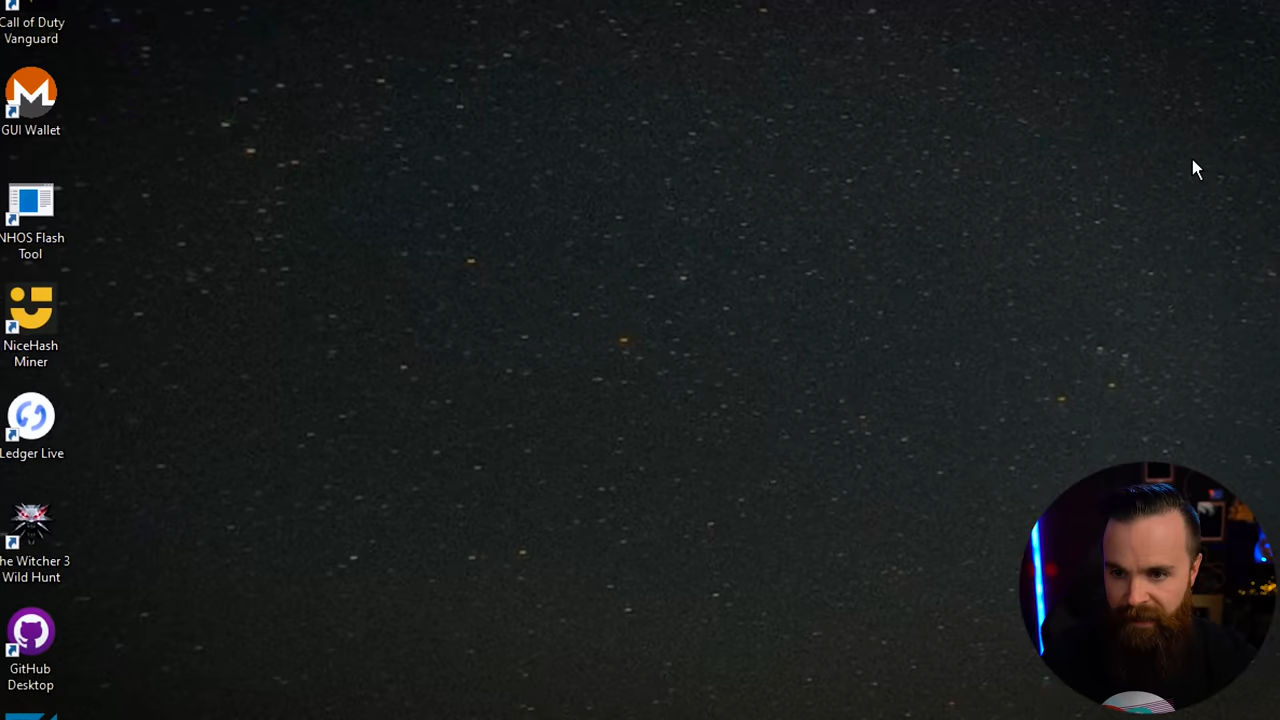 Call of Duty
Vanguard
GUI Wallet
NHOS Flash
Tool
NiceHash
Miner
Ledger Live
he Witcher 3
Wild Hunt
GitHub
Desktop